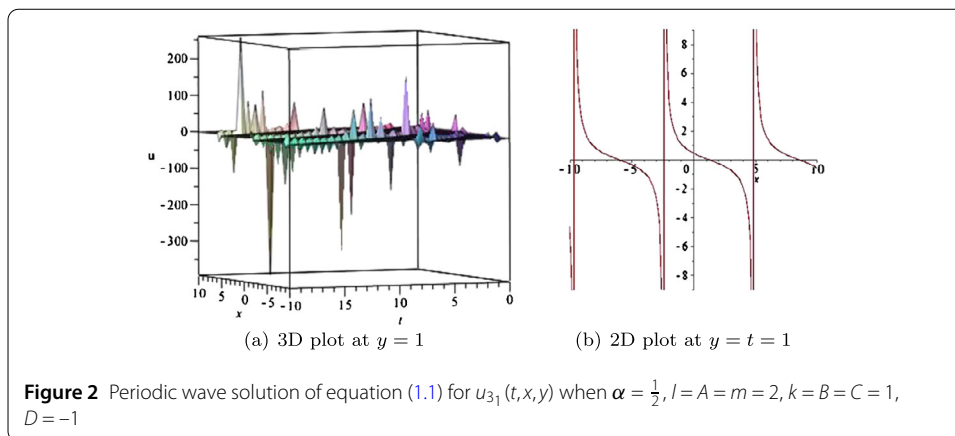 200
100
0
u
-100
-200
-300
10 5 0 -5 -10
x
15 10 5 0
t
(a) 3D plot at y = 1
8
6
4
2
-10 -5 0 5 10
x
-2
-4
-6
-8
(b) 2D plot at y = t = 1
Figure 2 Periodic wave solution of equation (1.1) for u_{3_1}(t, x, y) when α = 1/2, l = A = m = 2, k = B = C = 1,
D = –1